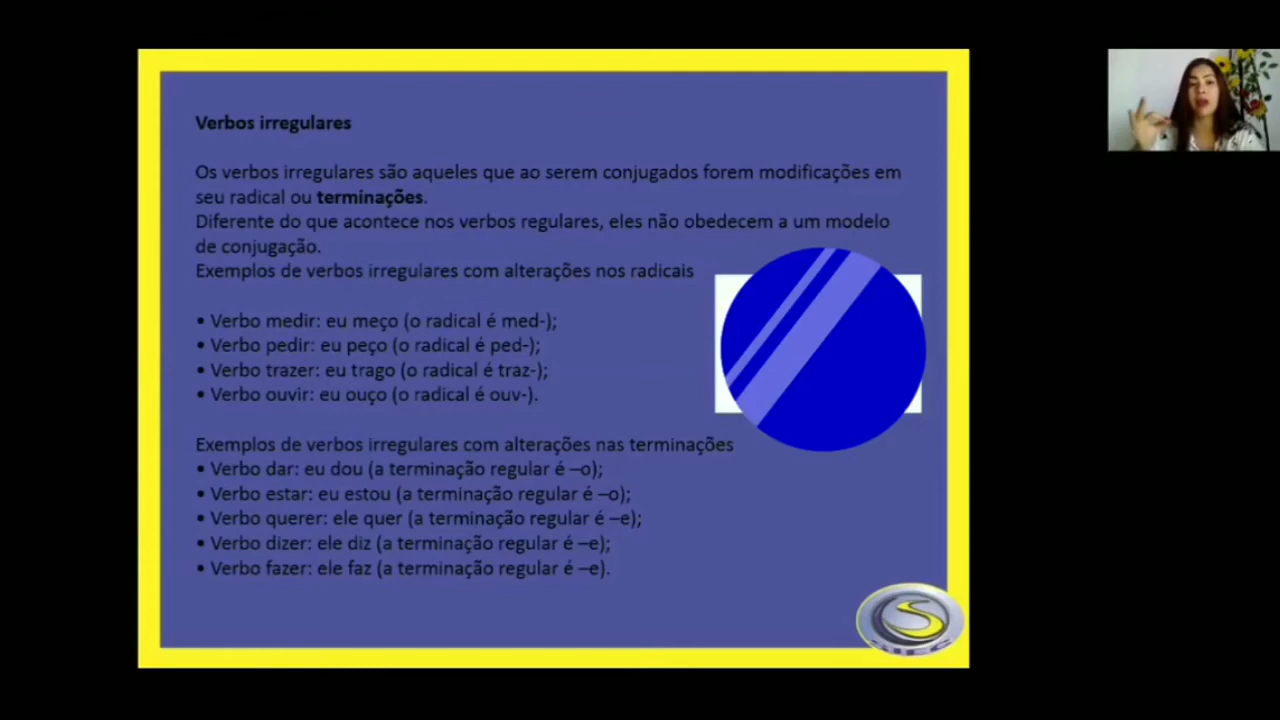 Verbos irregulares
Os verbos irregulares são aqueles que ao serem conjugados forem modificações em
seu radical ou terminações.
Diferente do que acontece nos verbos regulares, eles não obedecem a um modelo
de conjugação.
Exemplos de verbos irregulares com alterações nos radicais
• Verbo medir: eu meço (o radical é med-);
• Verbo pedir: eu peço (o radical é ped-);
• Verbo trazer: eu trago (o radical é traz-);
• Verbo ouvir: eu ouço (o radical é ouv-).
Exemplos de verbos irregulares com alterações nas terminações
• Verbo dar: eu dou (a terminação regular é –o);
• Verbo estar: eu estou (a terminação regular é –o);
• Verbo querer: ele quer (a terminação regular é –e);
• Verbo dizer: ele diz (a terminação regular é –e);
• Verbo fazer: ele faz (a terminação regular é –e).